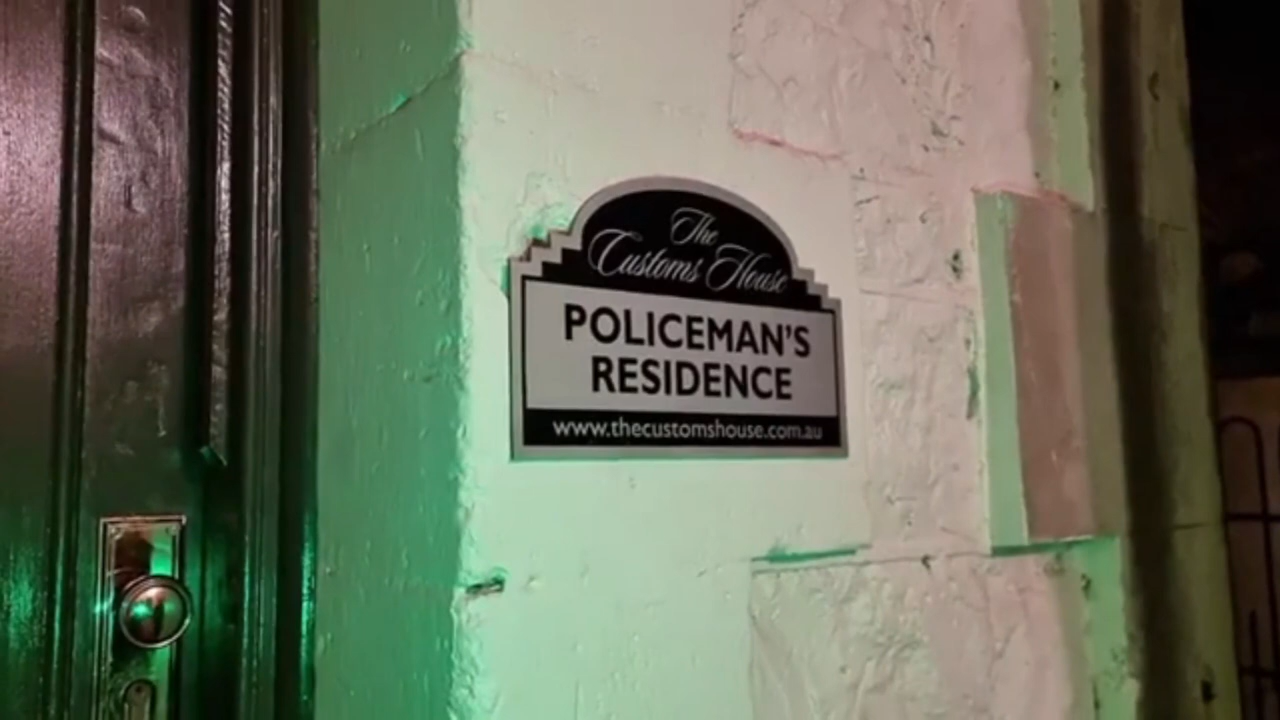 The
Customs House
POLICEMAN'S
RESIDENCE
www.thecustomshouse.com.au